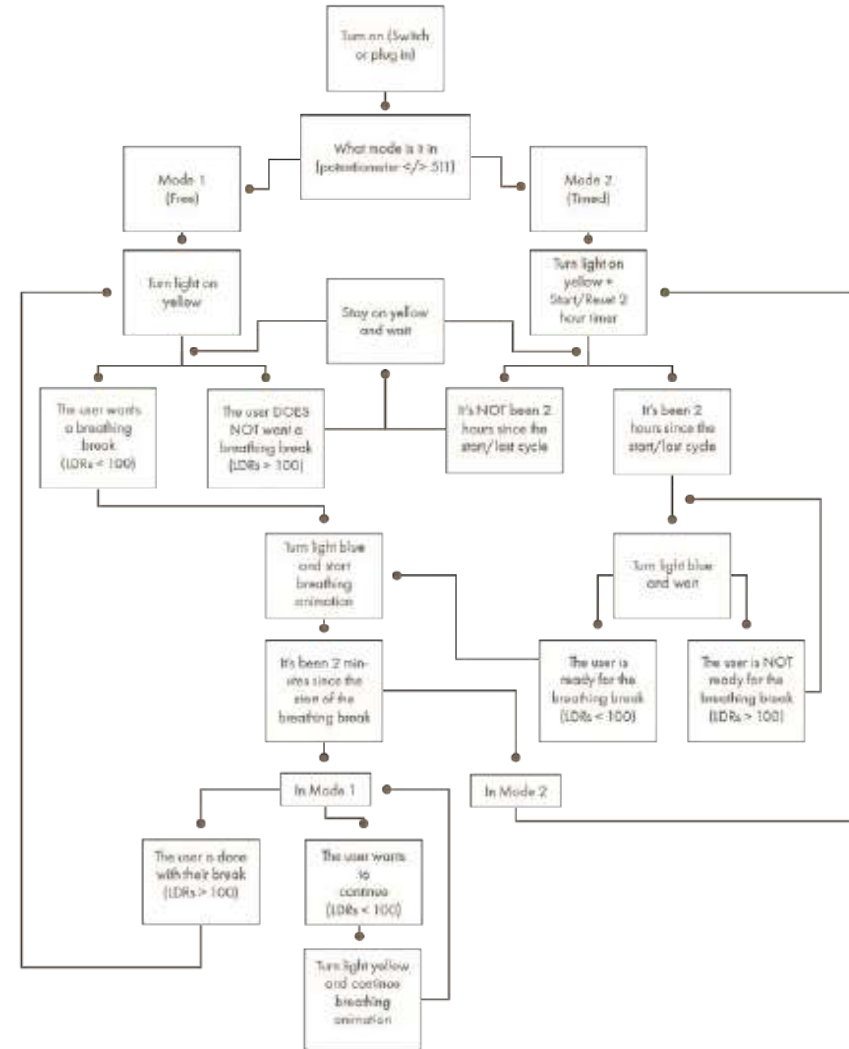 Turn on (Switch
or plug in)
What mode is it in
(potentiometer </> 511)
Mode 1
(Free)
Mode 2
(Timed)
Turn light on
yellow
Turn light on
yellow +
Start/Reset 2
hour timer
Stay on yellow
and wait
The user wants
a breathing
break
(LDRs < 100)
The user DOES
NOT want a
breathing break
(LDRs > 100)
It's NOT been 2
hours since the
start/last cycle
It's been 2
hours since the
start/last cycle
Turn light blue
and start
breathing
animation
Turn light blue
and wait
It's been 2 min-
utes since the
start of the
breathing break
The user is
ready for the
breathing break
(LDRs < 100)
The user is NOT
ready for the
breathing break
(LDRs > 100)
In Mode 1
In Mode 2
The user is done
with their break
(LDRs > 100)
The user wants
to
continue
(LDRs < 100)
Turn light yellow
and continue
breathing
animation